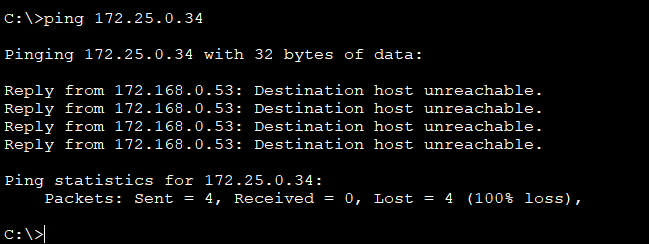 C:\>ping 172.25.0.34
Pinging 172.25.0.34 with 32 bytes of data:
Reply from 172.168.0.53: Destination host unreachable.
Reply from 172.168.0.53: Destination host unreachable.
Reply from 172.168.0.53: Destination host unreachable.
Reply from 172.168.0.53: Destination host unreachable.
Ping statistics for 172.25.0.34:
    Packets: Sent = 4, Received = 0, Lost = 4 (100% loss),
C:\>